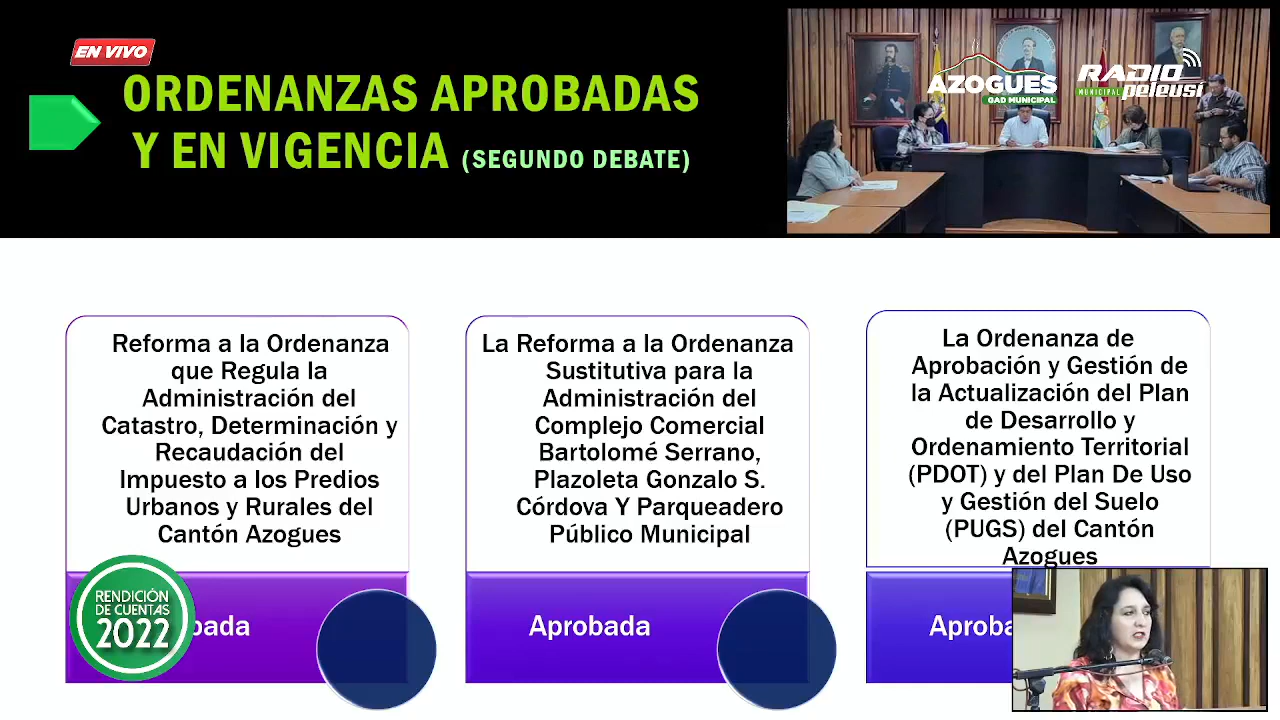 EN VIVO
ORDENANZAS APROBADAS
Y EN VIGENCIA (SEGUNDO DEBATE)
AZOGUES
GAD MUNICIPAL
RADIO
MUNICIPAL peleusí
Reforma a la Ordenanza
que Regula la
Administración del
Catastro, Determinación y
Recaudación del
Impuesto a los Predios
Urbanos y Rurales del
Cantón Azogues
La Reforma a la Ordenanza
Sustitutiva para la
Administración del
Complejo Comercial
Bartolomé Serrano,
Plazoleta Gonzalo S.
Córdova Y Parqueadero
Público Municipal
La Ordenanza de
Aprobación y Gestión de
la Actualización del Plan
de Desarrollo y
Ordenamiento Territorial
(PDOT) y del Plan De Uso
y Gestión del Suelo
(PUGS) del Cantón
Azogues
RENDICIÓN
DE CUENTAS
2022
bada
Aprobada
Aproba